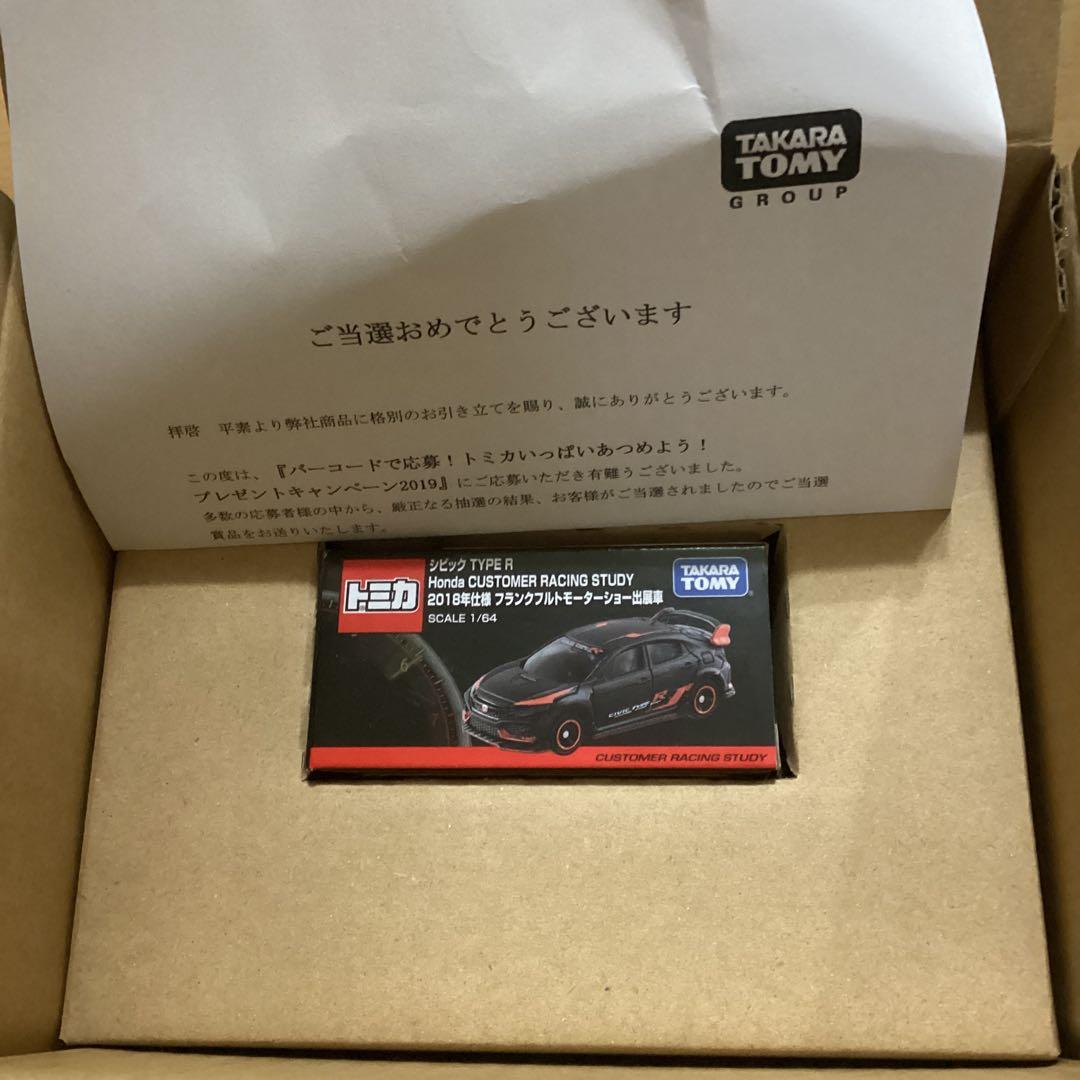 TAKARA
TOMY
GROUP
ご当選おめでとうございます
拝啓　平素より弊社商品に格別のお引き立てを賜り、誠にありがとうございます。
この度は、『バーコードで応募！トミカいっぱいあつめよう！
プレゼントキャンペーン2019』にご応募いただき有難うございました。
多数の応募者様の中から、厳正なる抽選の結果、お客様がご当選されましたのでご当選
賞品をお送りいたします。
トミカ
シビック TYPE R
Honda CUSTOMER RACING STUDY
2018年仕様 フランクフルトモーターショー出展車
SCALE 1/64
TAKARA
TOMY
CIVIC TYPE R
CUSTOMER RACING STUDY